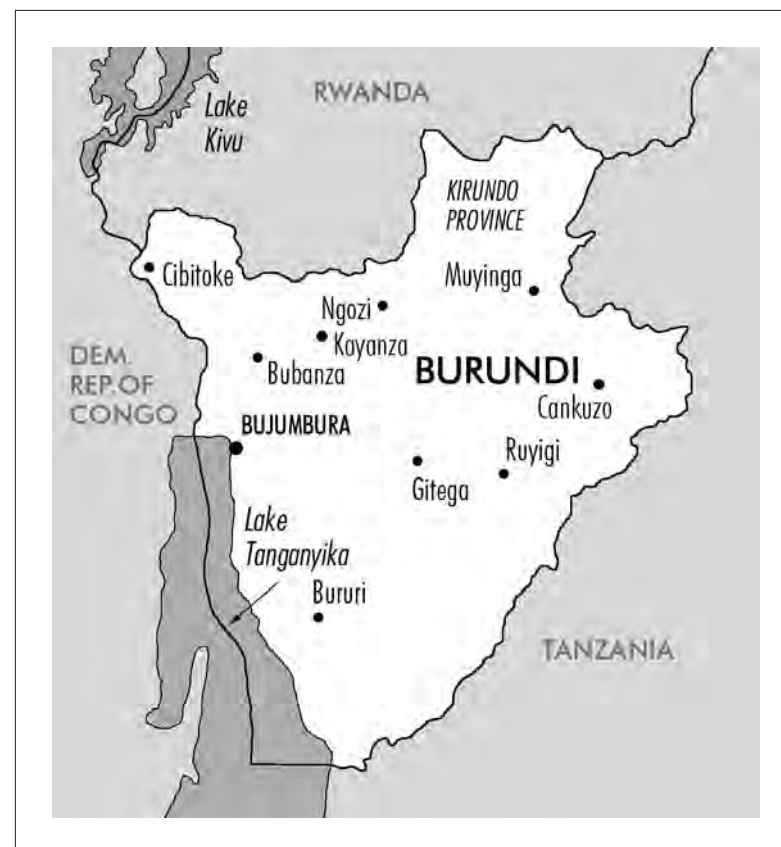 RWANDA
Lake
Kivu
KIRUNDO
PROVINCE
Cibitoke
Muyinga
Ngozi
Kayanza
DEM.
REP.OF
CONGO
Bubanza
BURUNDI
Cankuzo
BUJUMBURA
Ruyigi
Gitega
Lake
Tanganyika
Bururi
TANZANIA